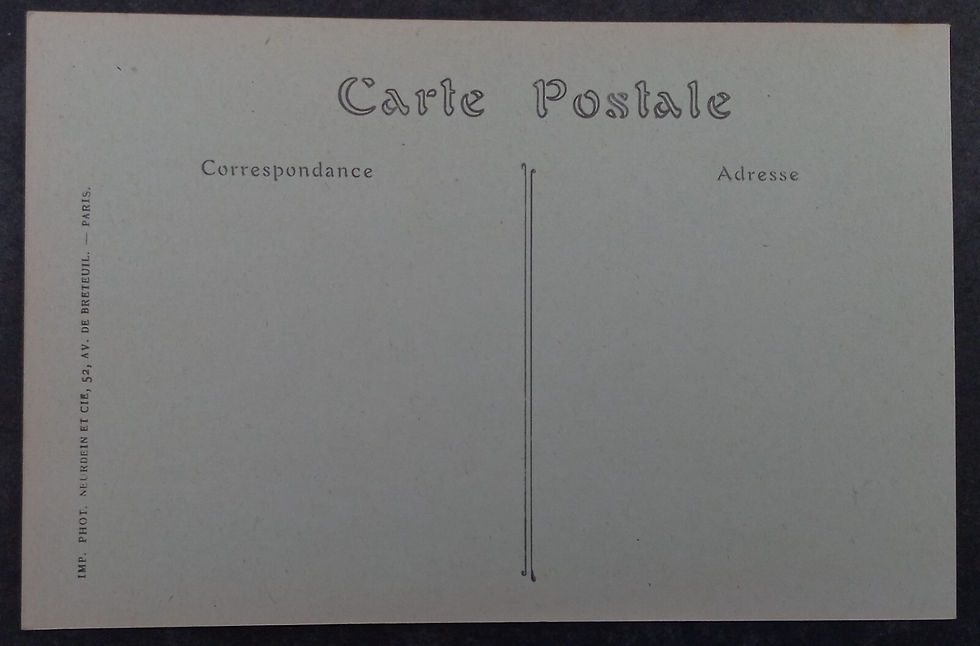 Carte Postale
Correspondance
Adresse
IMP. PHOT. NEURDEIN ET CIE, 52, AV. DE BRETEUIL. — PARIS.